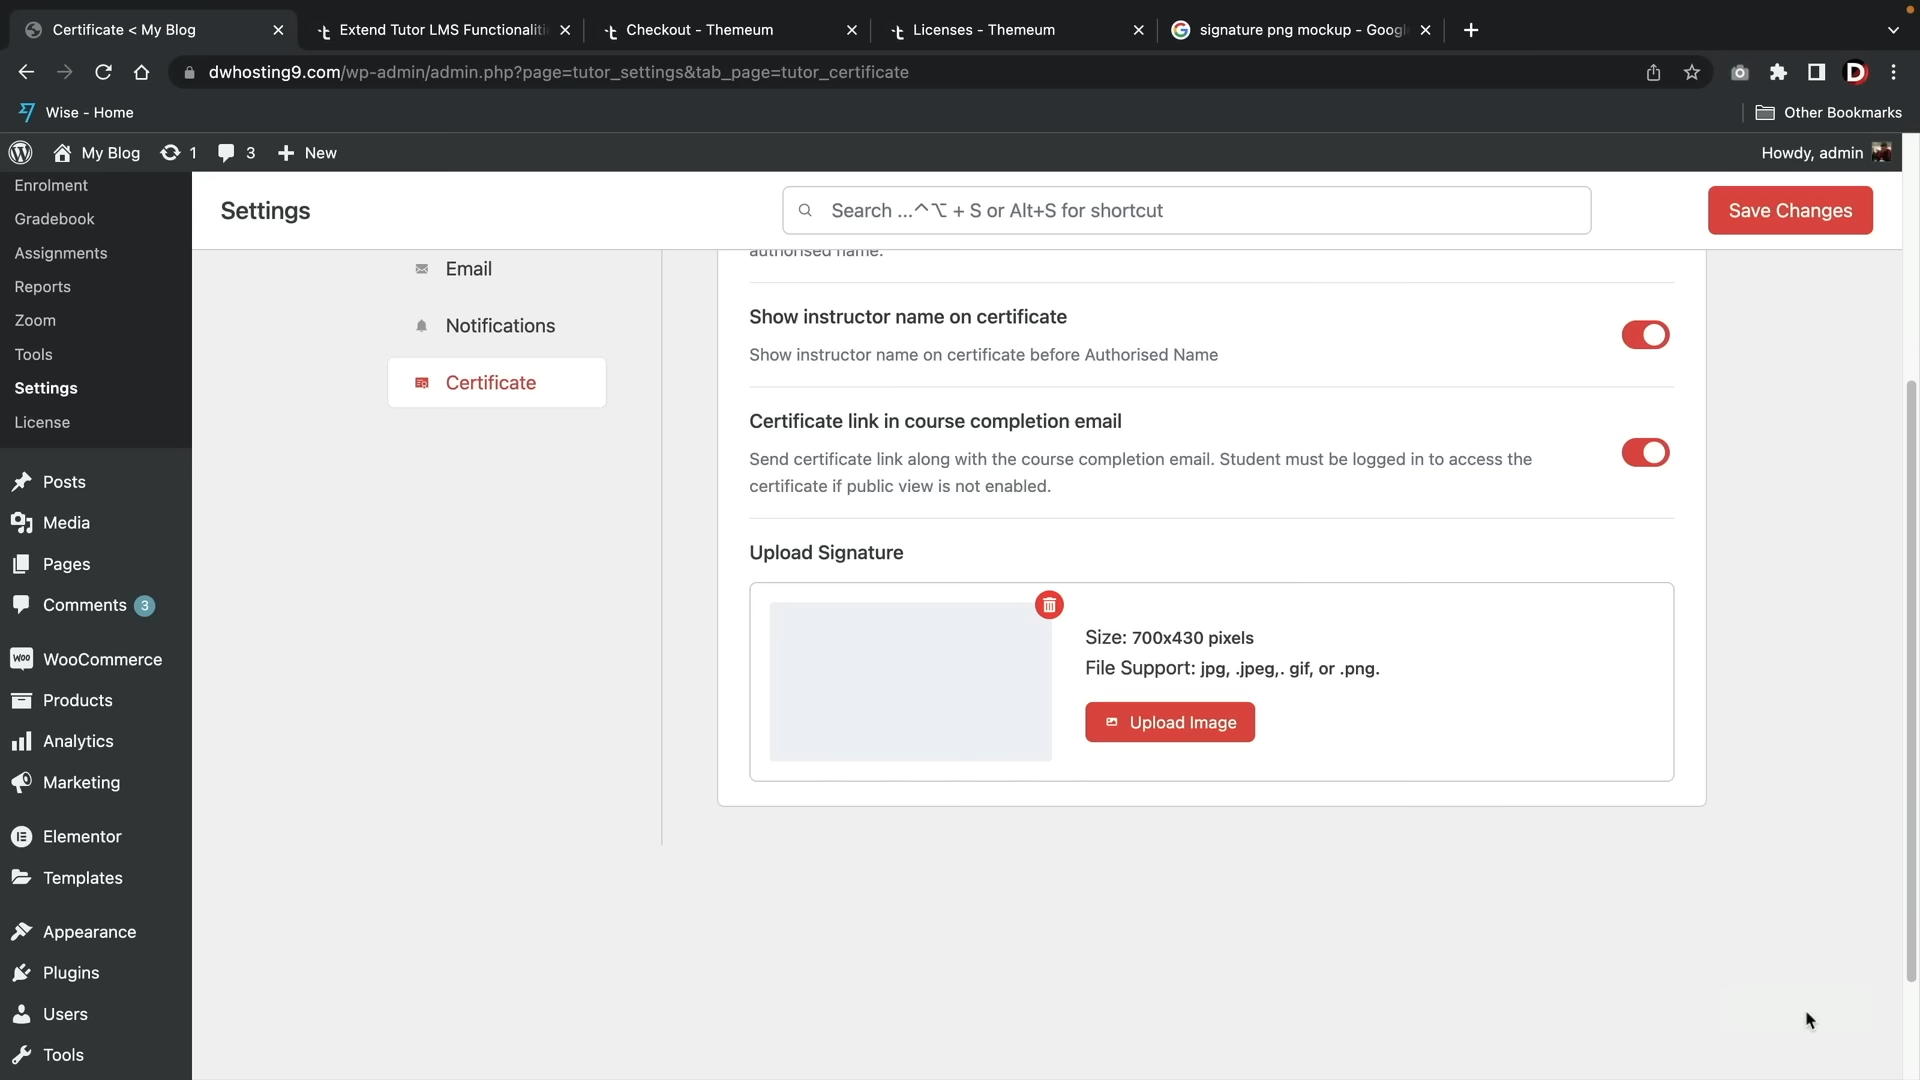 Certificate < My Blog
Extend Tutor LMS Functionaliti
Checkout - Themeum
Licenses - Themeum
signature png mockup - Googl
dwhosting9.com/wp-admin/admin.php?page=tutor_settings&tab_page=tutor_certificate
Wise - Home
Other Bookmarks
My Blog
1
3
New
Howdy, admin
Enrolment
Gradebook
Assignments
Reports
Zoom
Tools
Settings
License
Posts
Media
Pages
Comments 3
WooCommerce
Products
Analytics
Marketing
Elementor
Templates
Appearance
Plugins
Users
Tools
Settings
Search ...^⌥ + S or Alt+S for shortcut
Save Changes
Email
Notifications
Certificate
authorised name.
Show instructor name on certificate
Show instructor name on certificate before Authorised Name
Certificate link in course completion email
Send certificate link along with the course completion email. Student must be logged in to access the
certificate if public view is not enabled.
Upload Signature
Size: 700x430 pixels
File Support: jpg, .jpeg,. gif, or .png.
Upload Image